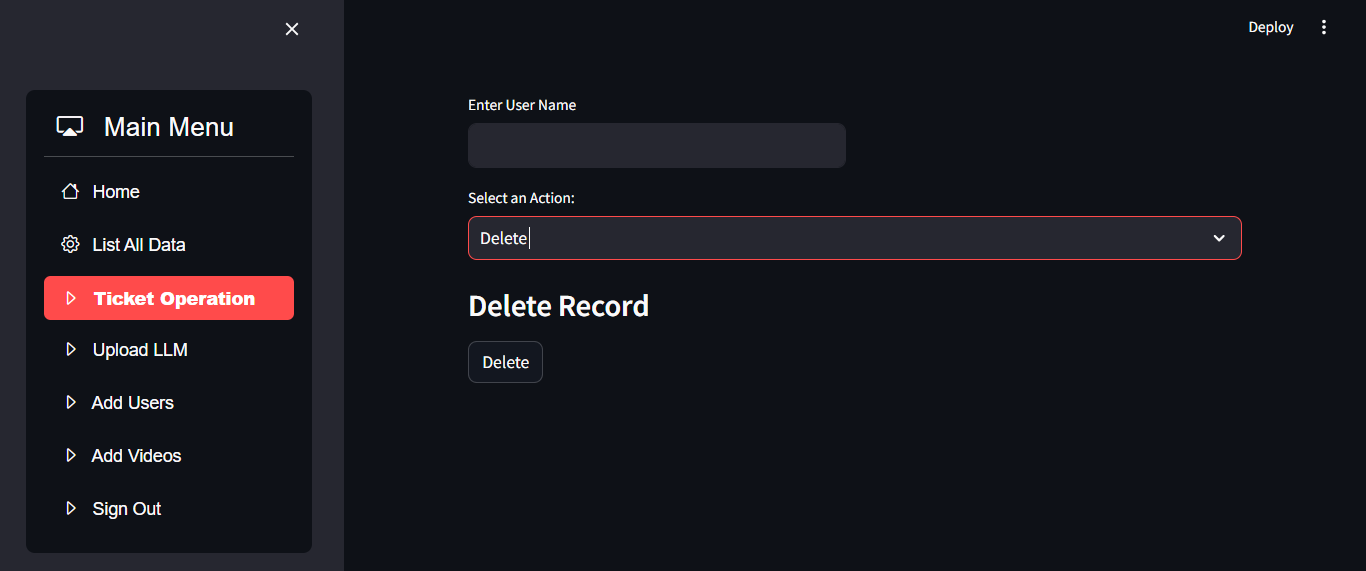 Deploy
Main Menu
Home
List All Data
Ticket Operation
Upload LLM
Add Users
Add Videos
Sign Out
Enter User Name
Select an Action:
Delete
Delete Record
Delete